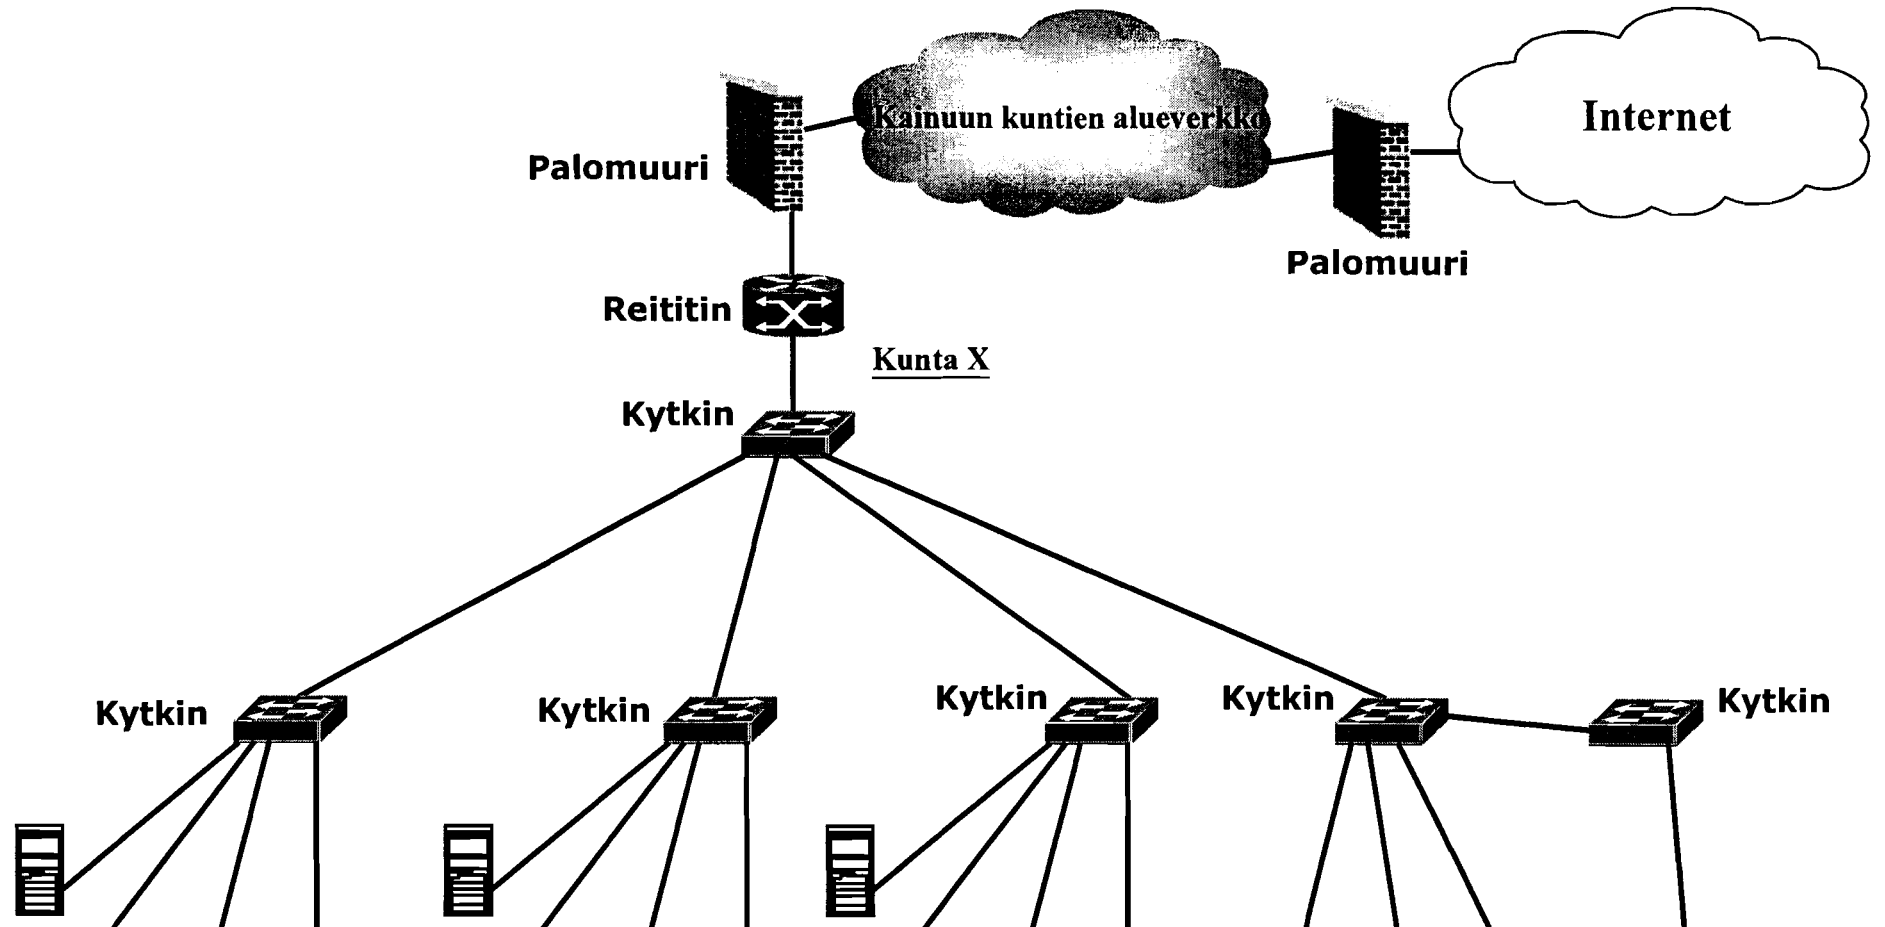 Kainuun kuntien alueverkko
Internet
Palomuuri
Palomuuri
Reititin
Kunta X
Kytkin
Kytkin
Kytkin
Kytkin
Kytkin
Kytkin